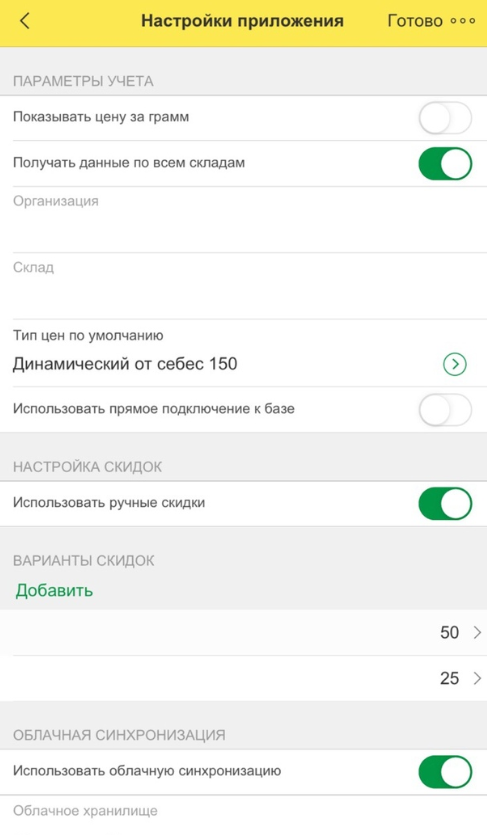 Настройки приложения Готово
ПАРАМЕТРЫ УЧЕТА
Показывать цену за грамм
Получать данные по всем складам
Организация
Склад
Тип цен по умолчанию
Динамический от себес 150
Использовать прямое подключение к базе
НАСТРОЙКА СКИДОК
Использовать ручные скидки
ВАРИАНТЫ СКИДОК
Добавить
50
25
ОБЛАЧНАЯ СИНХРОНИЗАЦИЯ
Использовать облачную синхронизацию
Облачное хранилище